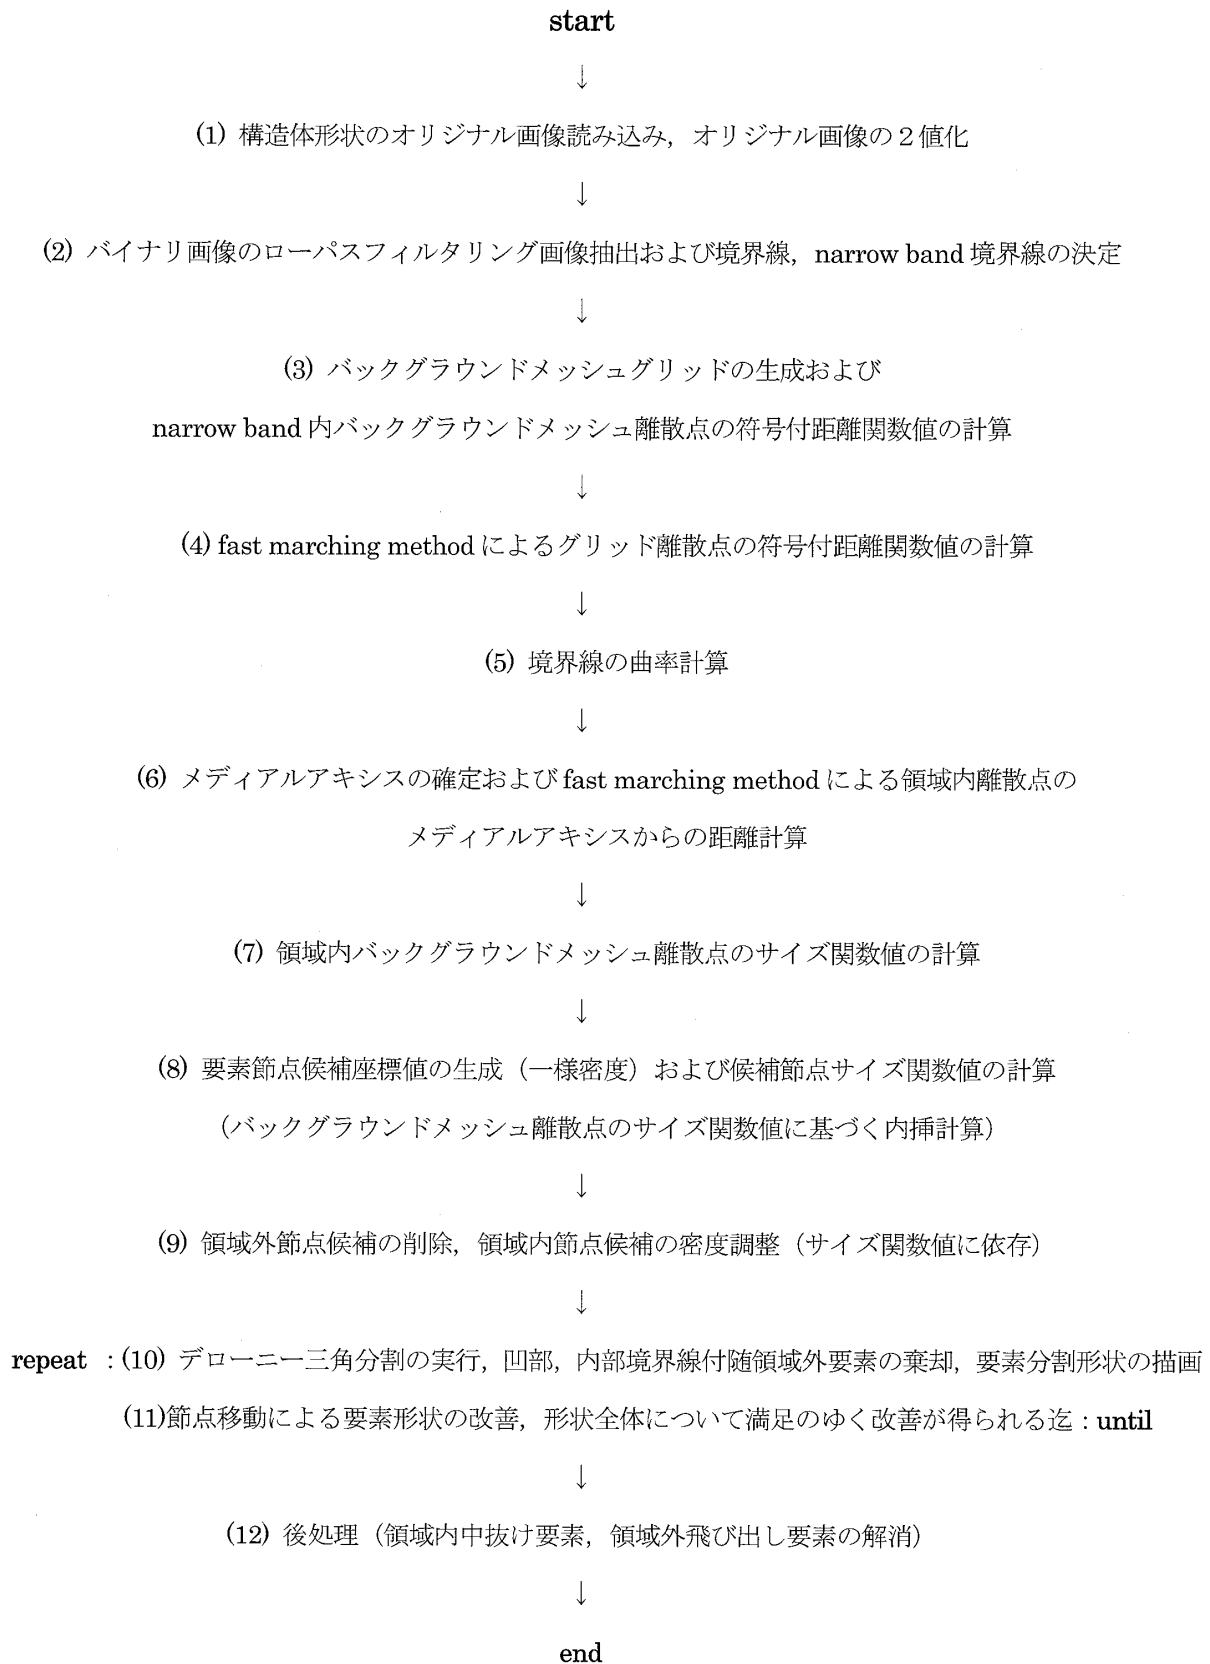 start
↓
(1) 構造体形状のオリジナル画像読み込み，オリジナル画像の２値化
↓
(2) バイナリ画像のローパスフィルタリング画像抽出および境界線，narrow band 境界線の決定
↓
(3) バックグラウンドメッシュグリッドの生成および
narrow band 内バックグラウンドメッシュ離散点の符号付距離関数値の計算
↓
(4) fast marching method によるグリッド離散点の符号付距離関数値の計算
↓
(5) 境界線の曲率計算
↓
(6) メディアルアキシスの確定および fast marching method による領域内離散点の
メディアルアキシスからの距離計算
↓
(7) 領域内バックグラウンドメッシュ離散点のサイズ関数値の計算
↓
(8) 要素節点候補座標値の生成（一様密度）および候補節点サイズ関数値の計算
（バックグラウンドメッシュ離散点のサイズ関数値に基づく内挿計算）
↓
(9) 領域外節点候補の削除，領域内節点候補の密度調整（サイズ関数値に依存）
↓
repeat : (10) デローニー三角分割の実行，凹部，内部境界線付随領域外要素の棄却，要素分割形状の描画
(11)節点移動による要素形状の改善，形状全体について満足のゆく改善が得られる迄 : until
↓
(12) 後処理（領域内中抜け要素，領域外飛び出し要素の解消）
↓
end